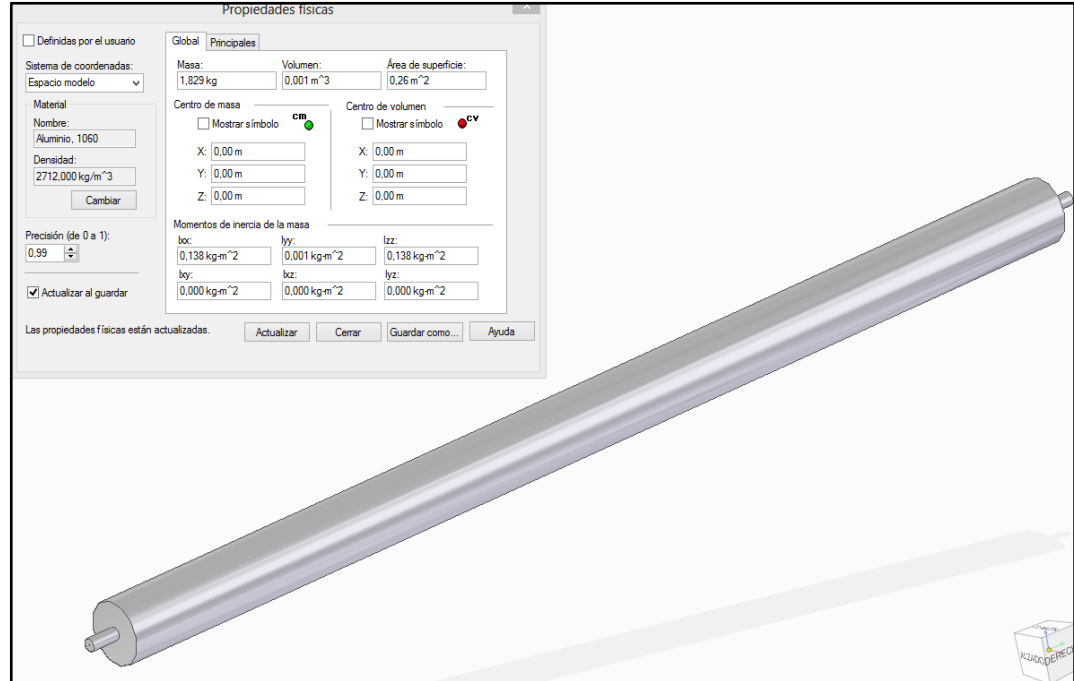 Propiedades físicas
Definidas por el usuario
Sistema de coordenadas:
Espacio modelo
Material
Nombre:
Aluminio, 1060
Densidad:
2712,000 kg/m^3
Cambiar
Precisión (de 0 a 1):
0,99
Actualizar al guardar
Global Principales
Masa: Volumen: Área de superficie:
1,829 kg 0,001 m^3 0,26 m^2
Centro de masa Centro de volumen
Mostrar símbolo cm Mostrar símbolo cv
X: 0,00 m X: 0,00 m
Y: 0,00 m Y: 0,00 m
Z: 0,00 m Z: 0,00 m
Momentos de inercia de la masa
Ixx: Iyy: Izz:
0,138 kg-m^2 0,001 kg-m^2 0,138 kg-m^2
Ixy: Ixz: Iyz:
0,000 kg-m^2 0,000 kg-m^2 0,000 kg-m^2
Las propiedades físicas están actualizadas.
Actualizar Cerrar Guardar como... Ayuda
ALZADO